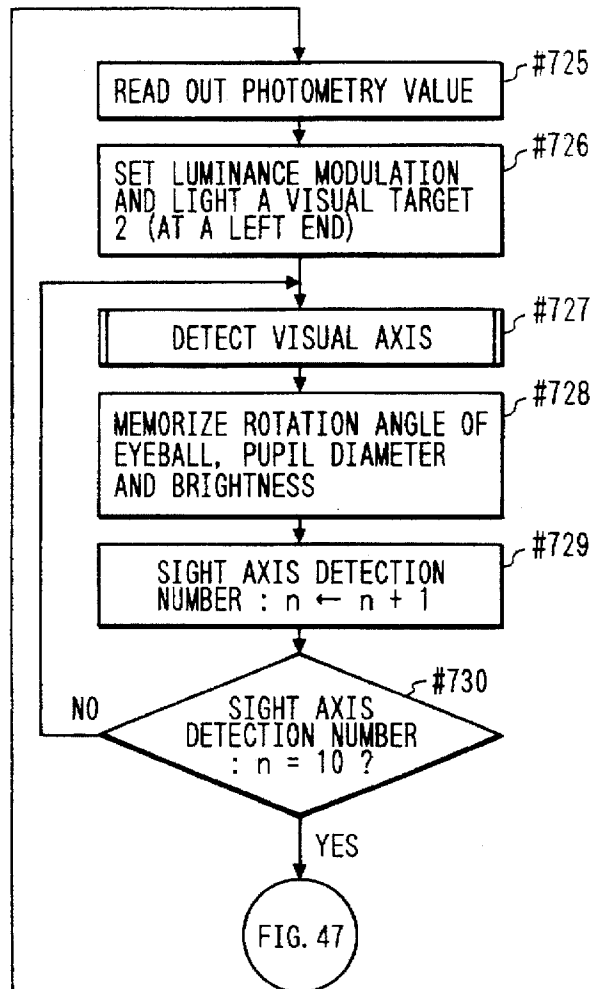 #725
READ OUT PHOTOMETRY VALUE
#726
SET LUMINANCE MODULATION
AND LIGHT A VISUAL TARGET
2 (AT A LEFT END)
#727
DETECT VISUAL AXIS
#728
MEMORIZE ROTATION ANGLE OF
EYEBALL, PUPIL DIAMETER
AND BRIGHTNESS
#729
SIGHT AXIS DETECTION
NUMBER : n ← n + 1
#730
NO
SIGHT AXIS
DETECTION NUMBER
: n = 10 ?
YES
FIG. 47